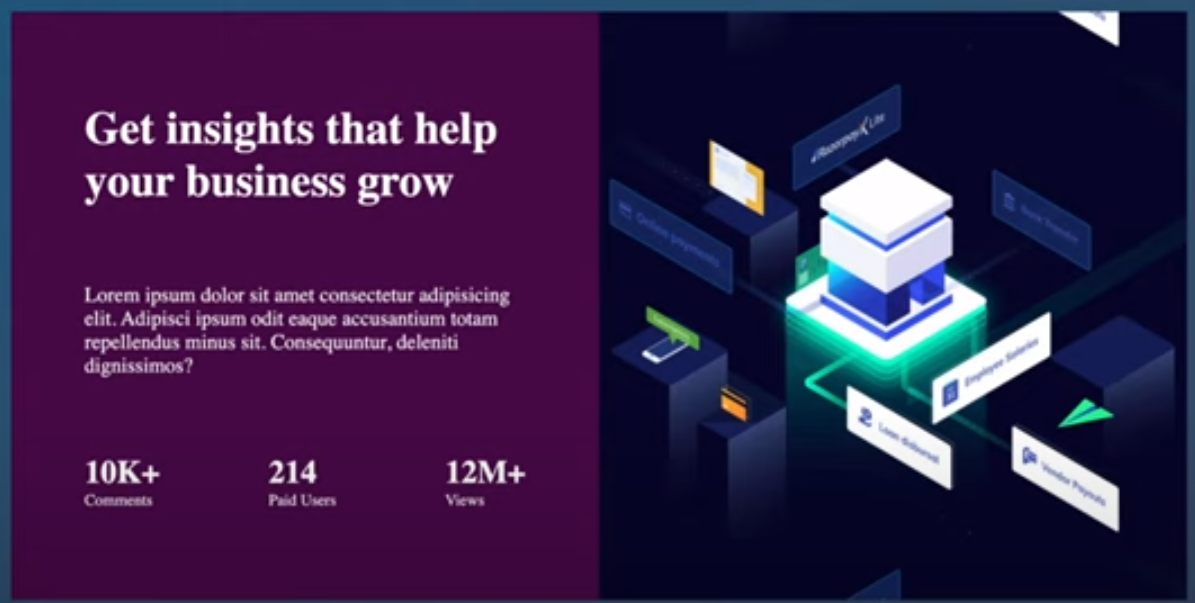 Get insights that help
your business grow
Lorem ipsum dolor sit amet consectetur adipisicing
elit. Adipisci ipsum odit eaque accusantium totam
repellendus minus sit. Consequuntur, deleniti
dignissimos?
10K+
Comments
214
Paid Users
12M+
Views
RazorpayX Lite
Online payments
Bank transfer
Employee Salaries
Loan disbursal
Vendor Payouts